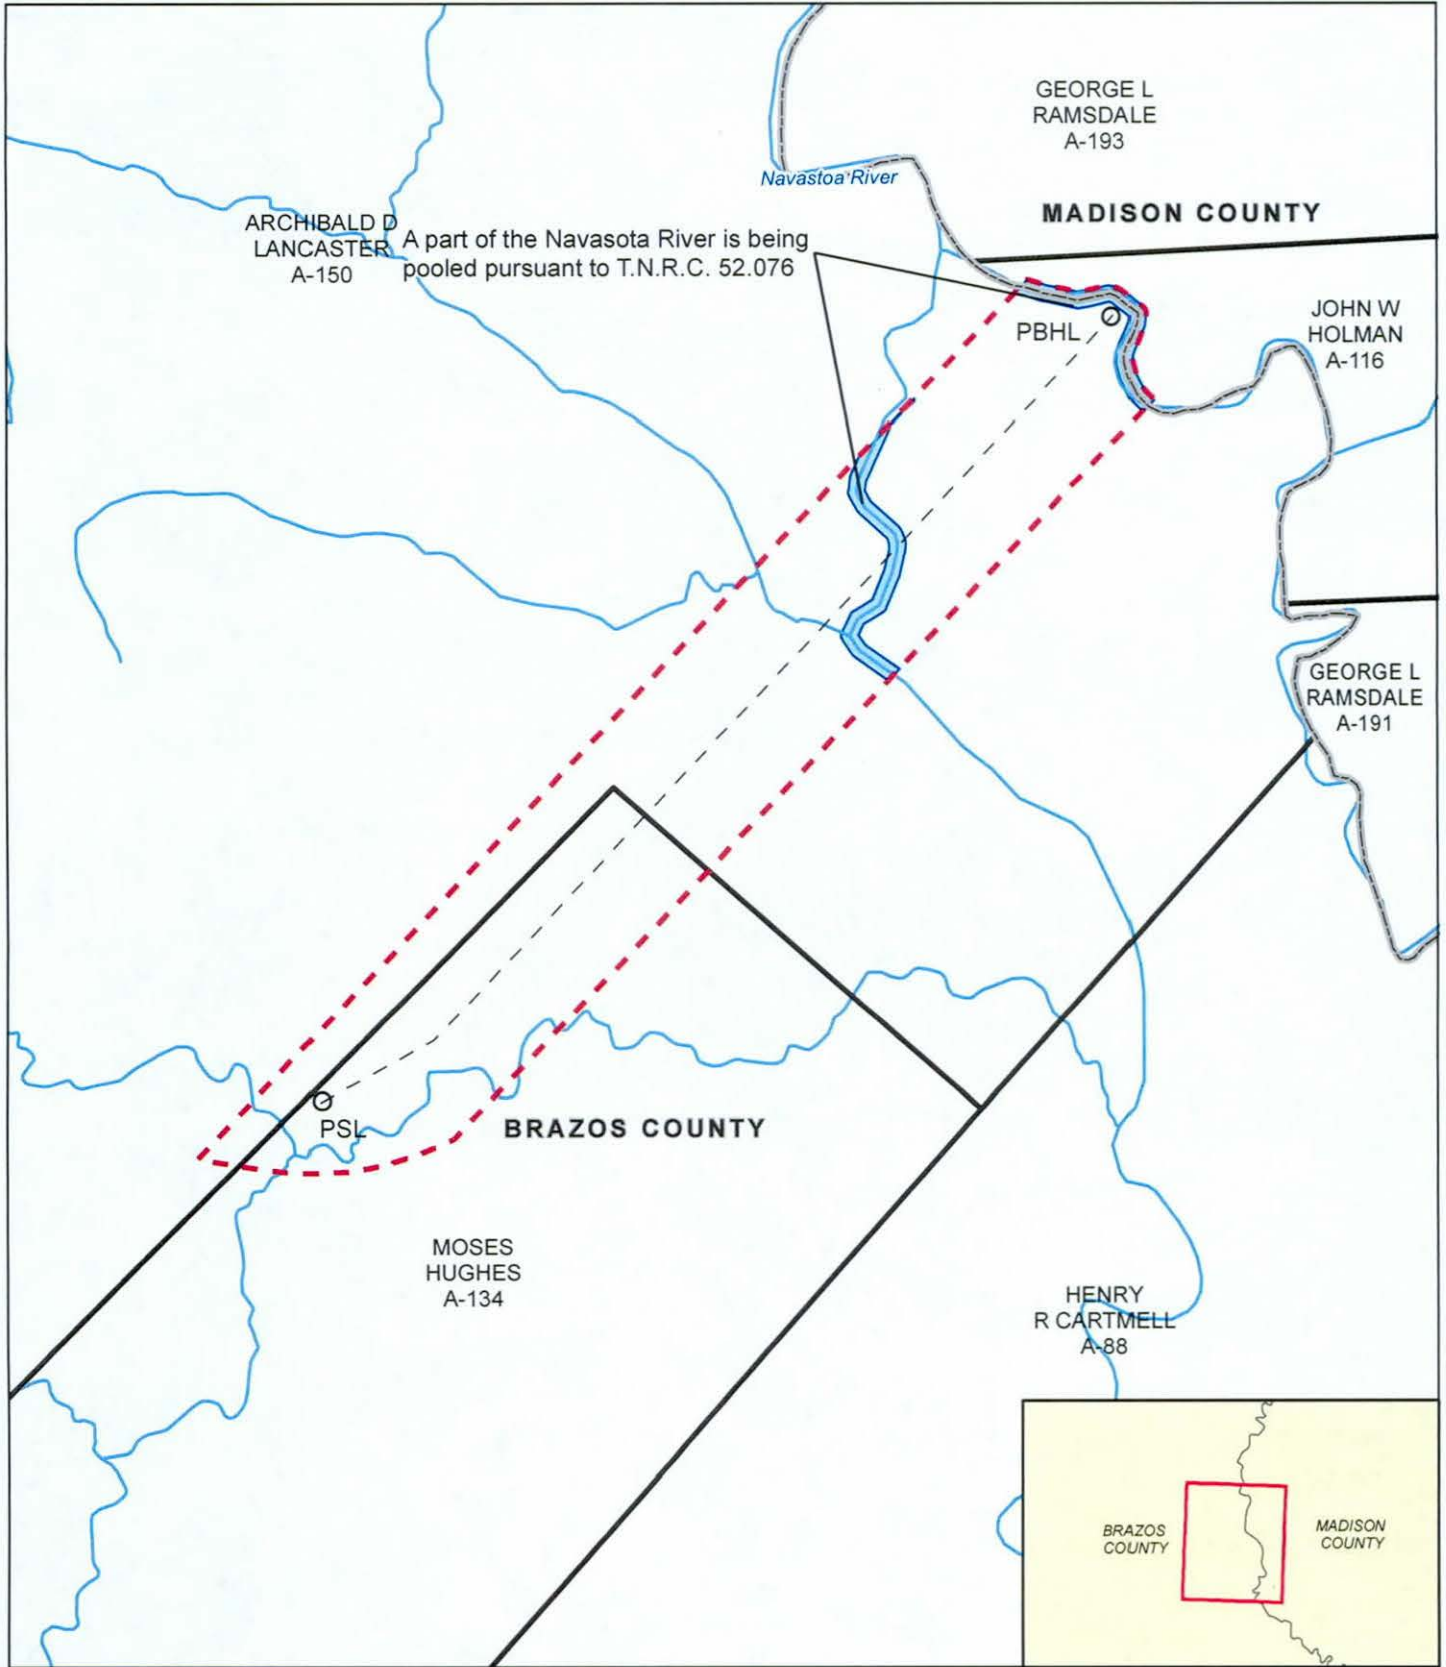 GEORGE L
RAMSDALE
A-193
Navastoa River
MADISON COUNTY
ARCHIBALD D
LANCASTER
A-150
A part of the Navasota River is being
pooled pursuant to T.N.R.C. 52.076
JOHN W
HOLMAN
A-116
PBHL
GEORGE L
RAMSDALE
A-191
PSL
BRAZOS COUNTY
MOSES
HUGHES
A-134
HENRY
R CARTMELL
A-88
BRAZOS
COUNTY
MADISON
COUNTY